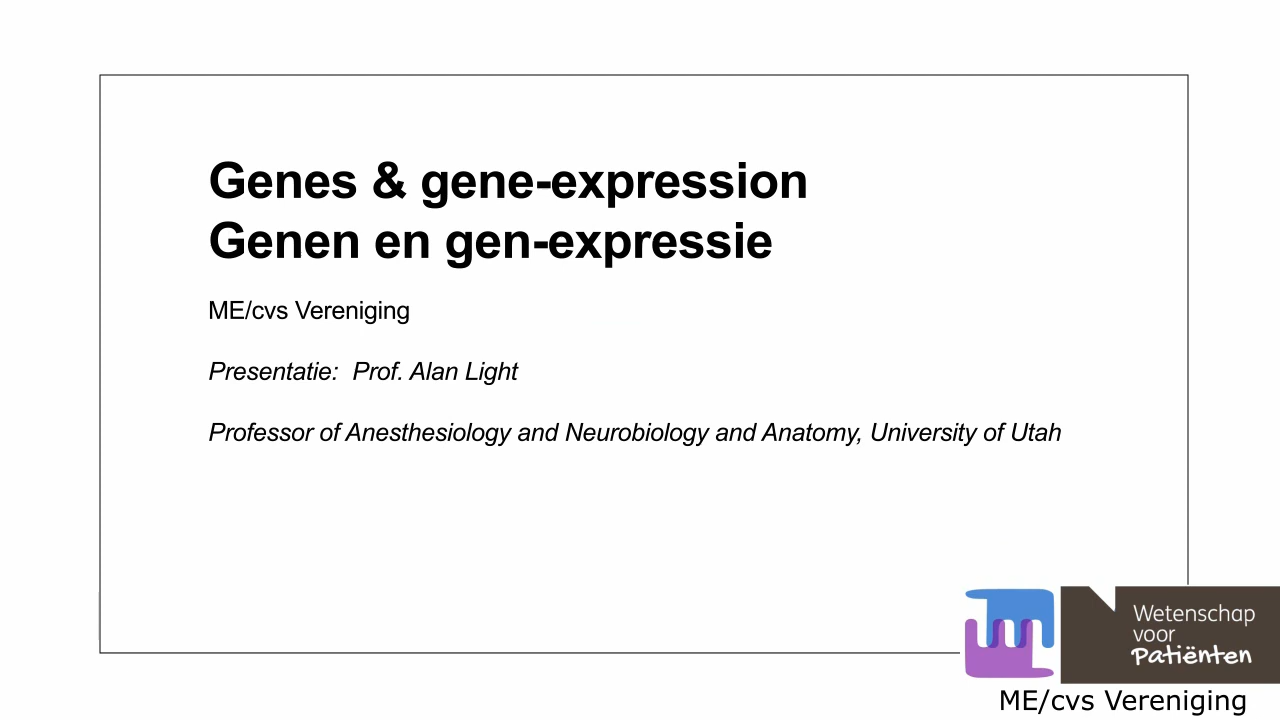 Genes & gene-expression
Genen en gen-expressie
ME/cvs Vereniging
Presentatie:  Prof. Alan Light
Professor of Anesthesiology and Neurobiology and Anatomy, University of Utah
Wetenschap
voor
Patiënten
ME/cvs Vereniging